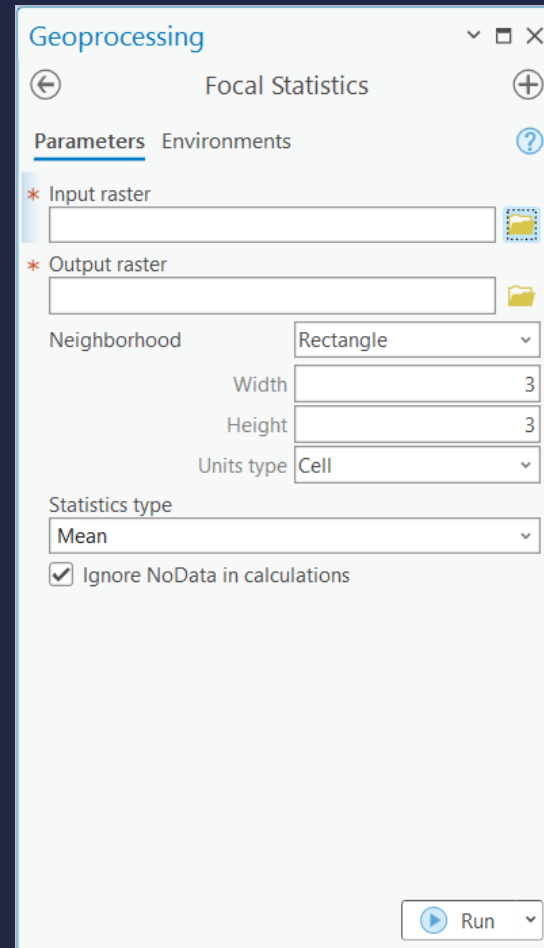 Geoprocessing
Focal Statistics
Parameters Environments
?
* Input raster
* Output raster
Neighborhood Rectangle
Width 3
Height 3
Units type Cell
Statistics type
Mean
Ignore NoData in calculations
Run